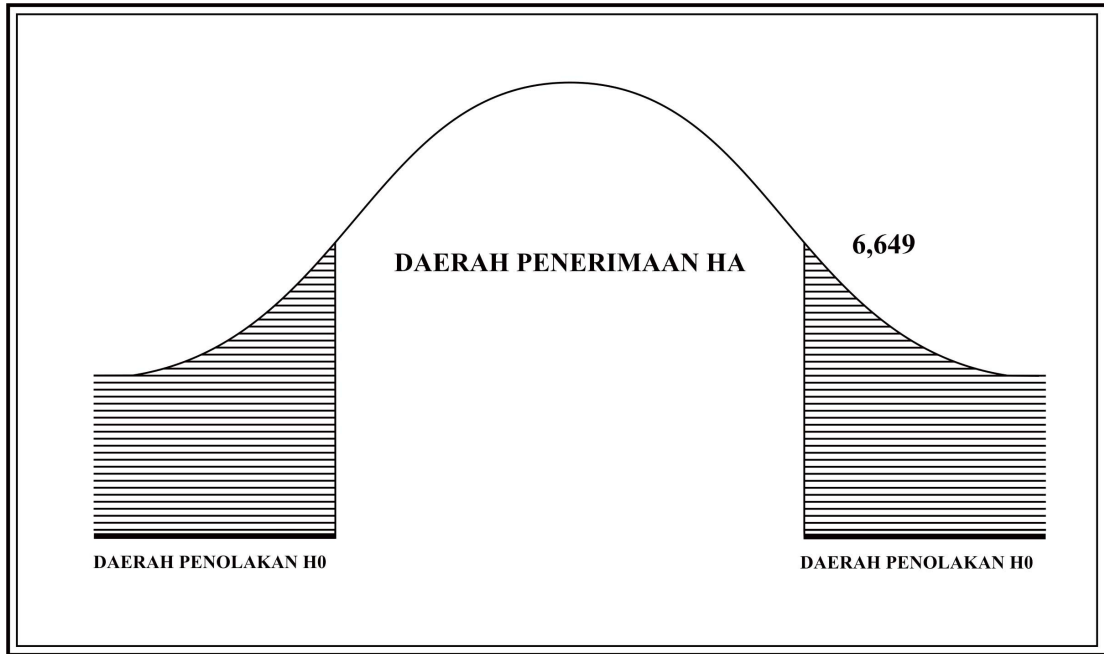 6,649
DAERAH PENERIMAAN HA
DAERAH PENOLAKAN H0
DAERAH PENOLAKAN H0